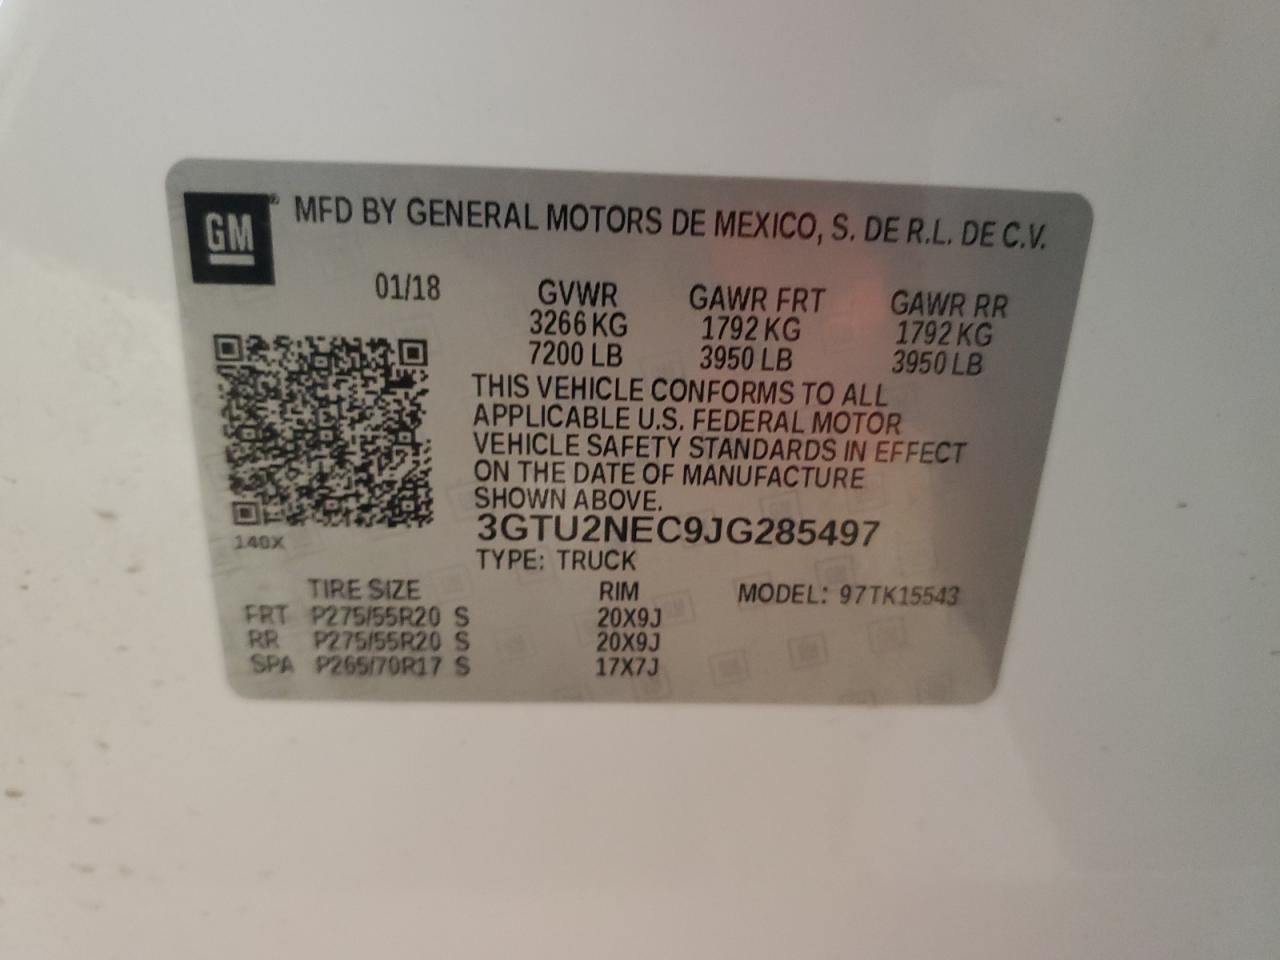 GM® MFD BY GENERAL MOTORS DE MEXICO, S. DE R.L. DE C.V.
01/18 GVWR GAWR FRT GAWR RR
3266 KG 1792 KG 1792 KG
7200 LB 3950 LB 3950 LB
THIS VEHICLE CONFORMS TO ALL
APPLICABLE U.S. FEDERAL MOTOR
VEHICLE SAFETY STANDARDS IN EFFECT
ON THE DATE OF MANUFACTURE
SHOWN ABOVE.
3GTU2NEC9JG285497
140X
TYPE: TRUCK
TIRE SIZE RIM MODEL: 97TK15543
FRT P275/55R20 S 20X9J
RR P275/55R20 S 20X9J
SPA P265/70R17 S 17X7J